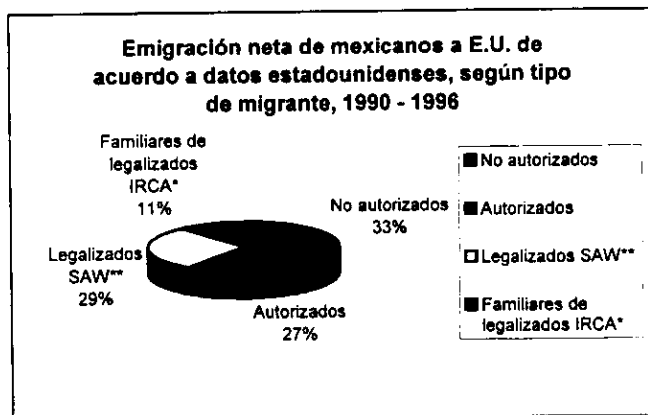 Emigración neta de mexicanos a E.U. de
acuerdo a datos estadounidenses, según tipo
de migrante, 1990 - 1996
Familiares de
legalizados
IRCA*
11%
No autorizados
33%
Legalizados
SAW**
29%
Autorizados
27%
No autorizados
Autorizados
Legalizados SAW**
Familiares de
legalizados IRCA*